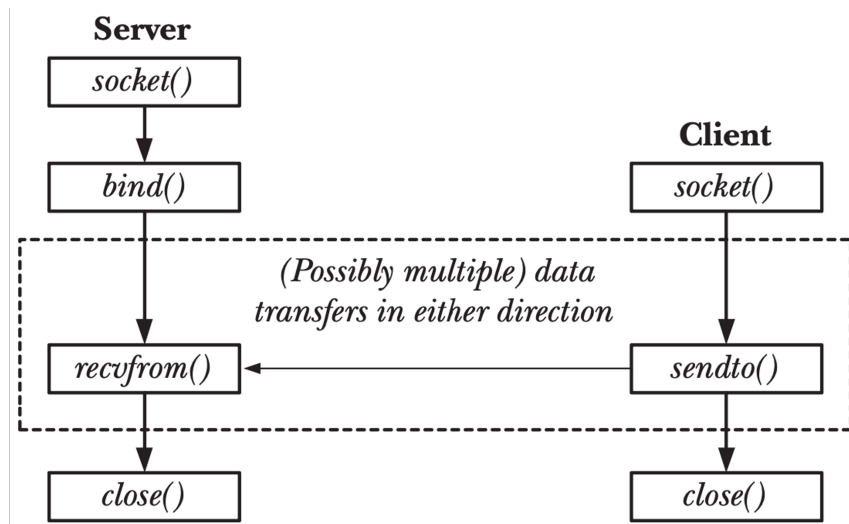 Server
socket()
Client
bind()
socket()
(Possibly multiple) data
transfers in either direction
recvfrom()
sendto()
close()
close()